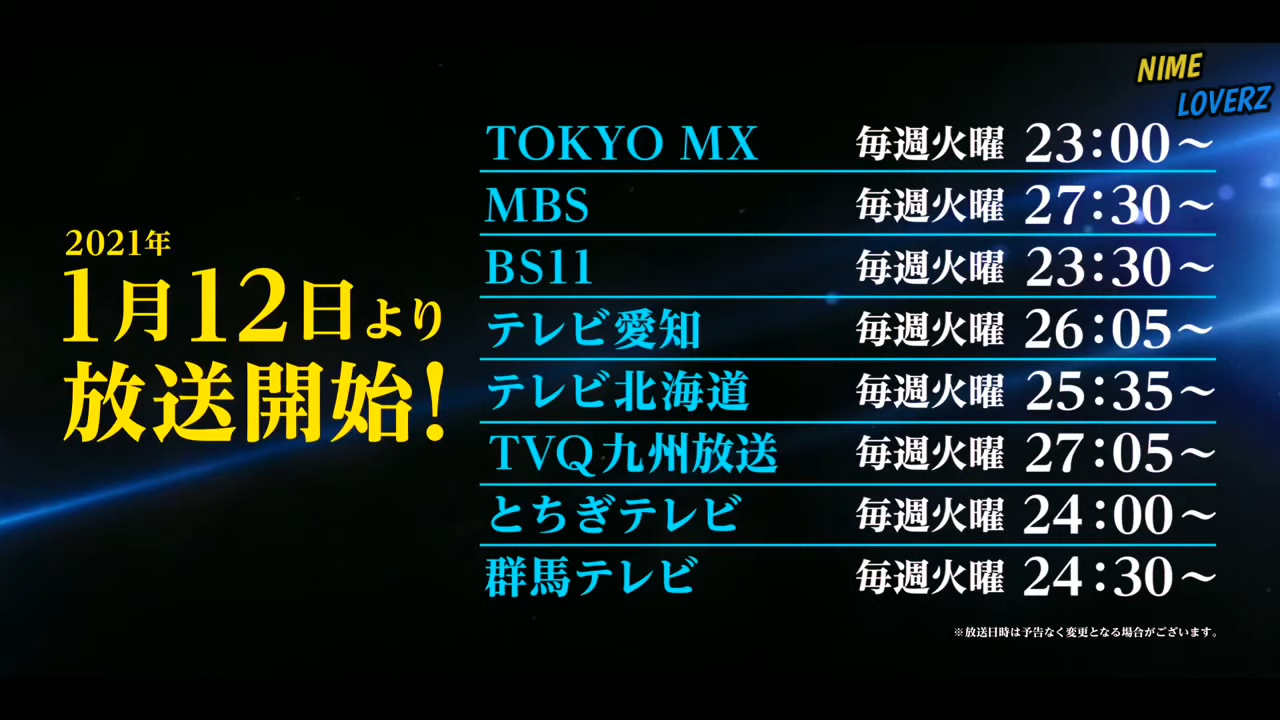 NIME
LOVERZ
2021年
1月12日より
放送開始!
TOKYO MX 毎週火曜 23:00~
MBS 毎週火曜 27:30~
BS11 毎週火曜 23:30~
テレビ愛知 毎週火曜 26:05~
テレビ北海道 毎週火曜 25:35~
TVQ九州放送 毎週火曜 27:05~
とちぎテレビ 毎週火曜 24:00~
群馬テレビ 毎週火曜 24:30~
※放送日時は予告なく変更となる場合がございます。